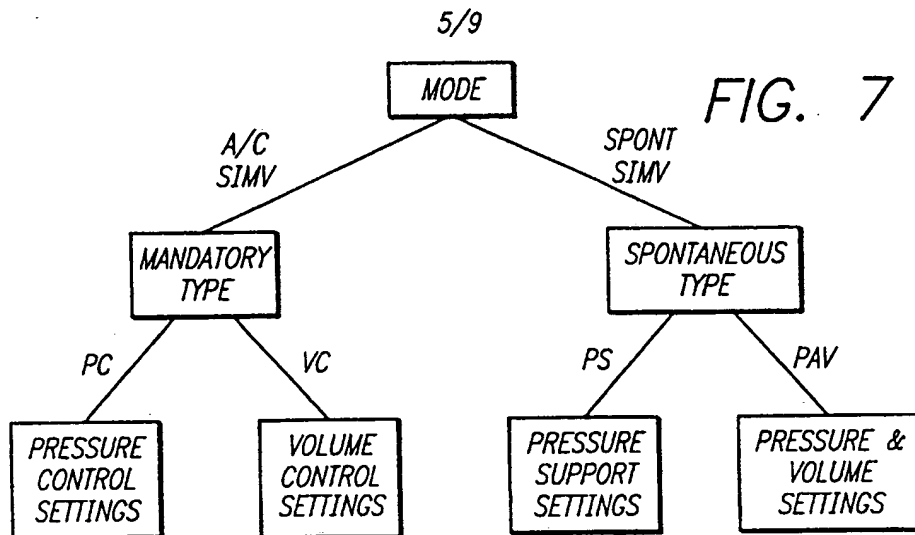 5/9
MODE
FIG. 7
A/C
SIMV
SPONT
SIMV
MANDATORY
TYPE
SPONTANEOUS
TYPE
PC
VC
PS
PAV
PRESSURE
CONTROL
SETTINGS
VOLUME
CONTROL
SETTINGS
PRESSURE
SUPPORT
SETTINGS
PRESSURE &
VOLUME
SETTINGS